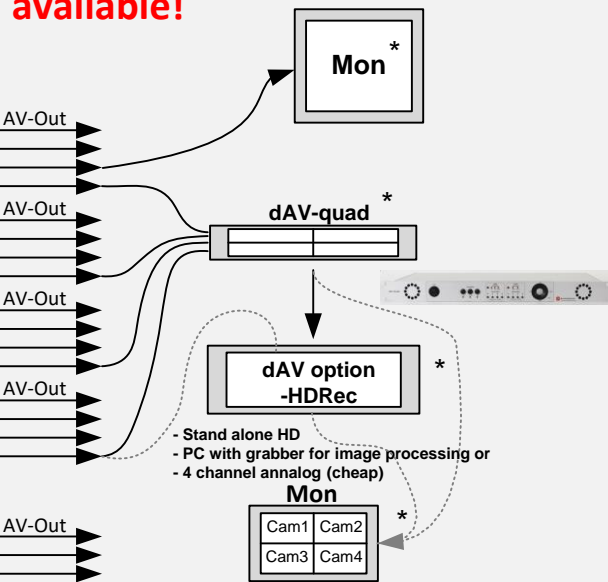 available!
Mon *
AV-Out
AV-Out
dAV-quad *
AV-Out
dAV option *
-HDRec
AV-Out
- Stand alone HD
- PC with grabber for image processing or
- 4 channel annalog (cheap)
Mon
*
AV-Out
Cam1 Cam2
Cam3 Cam4